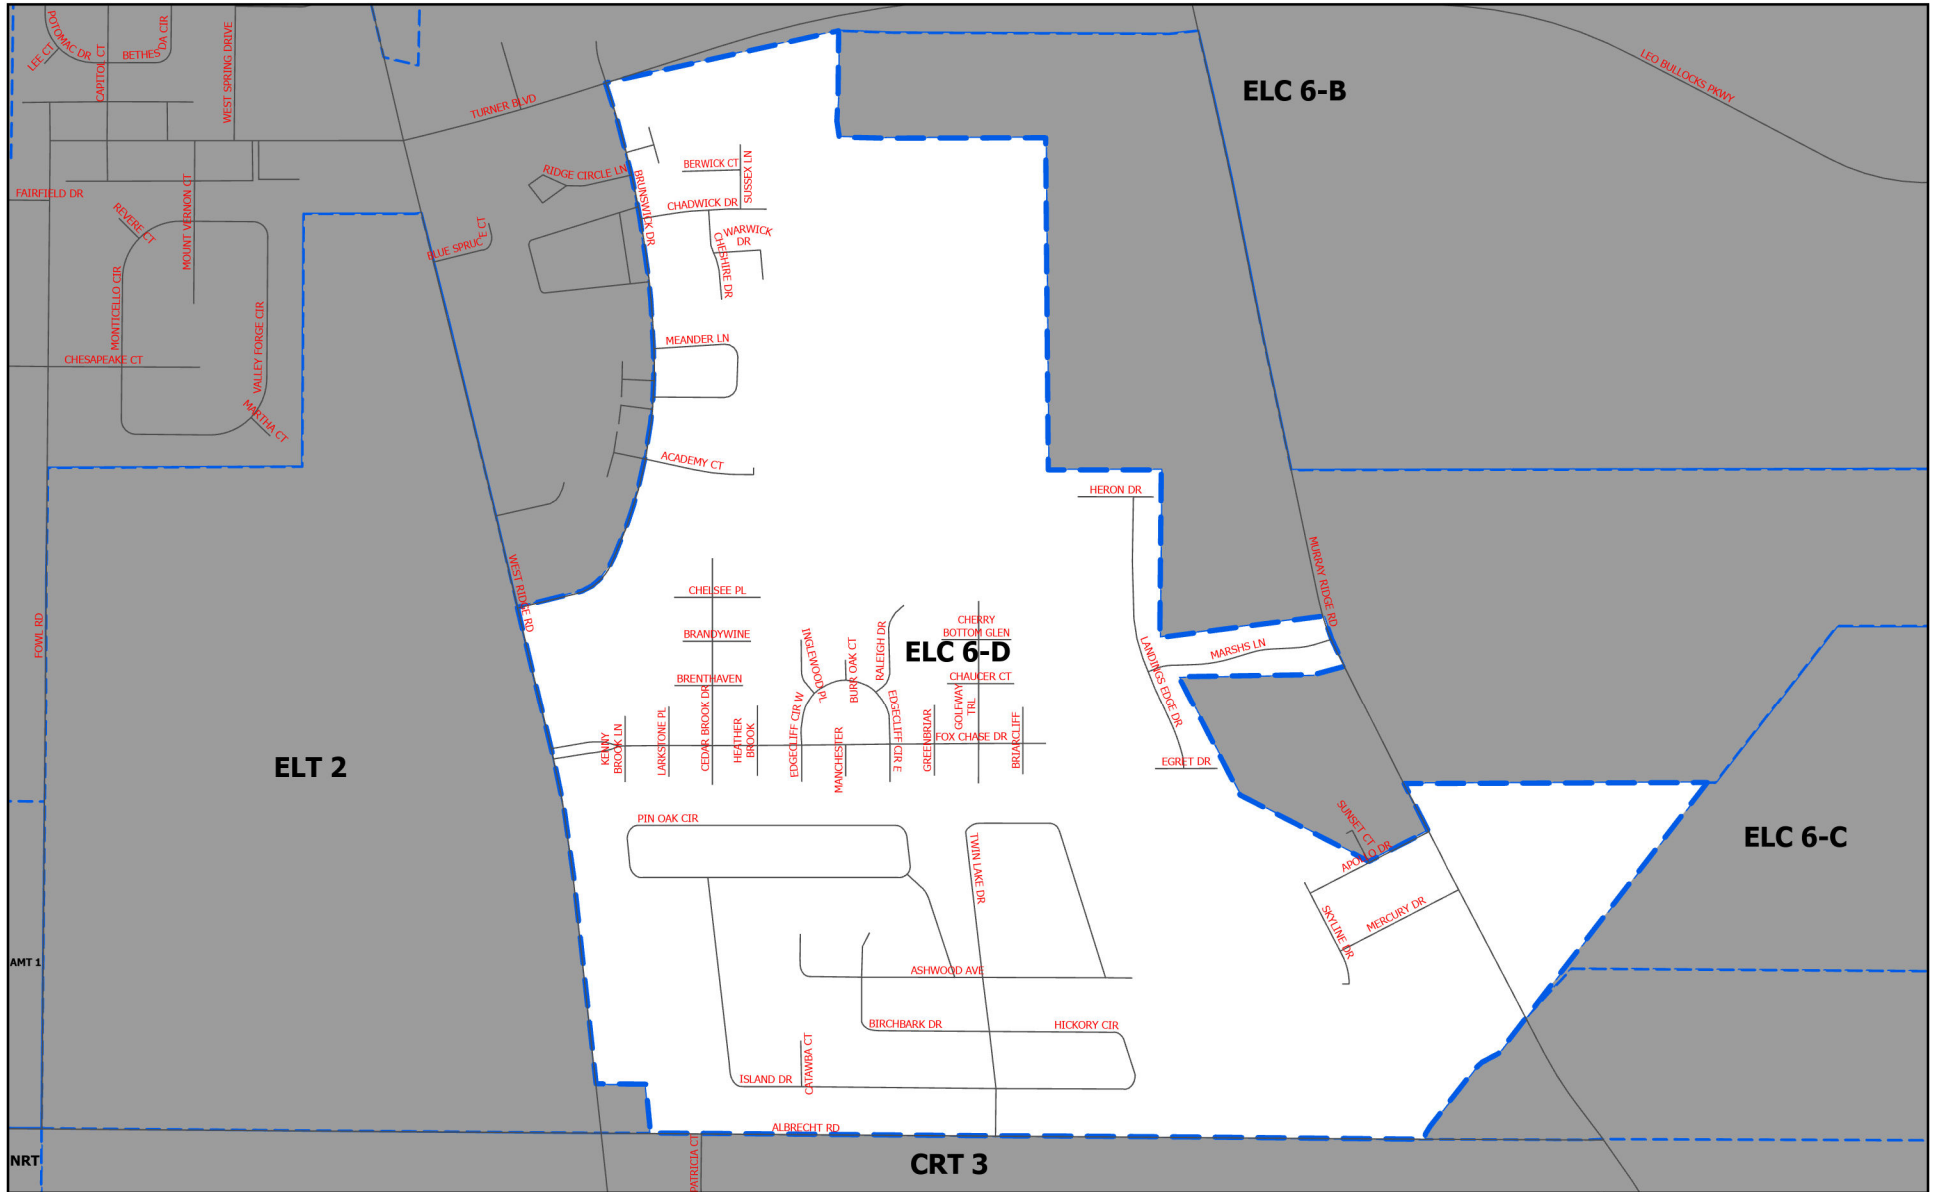 POTOMAC DR
LEE CT
CAPITOL CT
BETHESDA CIR
WEST SPRING DRIVE
TURNER BLVD
LEO BULLOCKS PKWY
ELC 6-B
FAIRFIELD DR
REVERE CT
MOUNT VERNON CT
MONTICELLO CIR
VALLEY FORGE CIR
CHESAPEAKE CT
MARTHA CT
RIDGE CIRCLE LN
BLUE SPRUCE CT
BRUNSWICK DR
BERWICK CT
SUSSEX LN
CHADWICK DR
WARWICK
DR
CHESHIRE DR
MEANDER LN
ACADEMY CT
HERON DR
MURRAY RIDGE RD
WEST RIDGE RD
FOWL RD
CHELSEE PL
BRANDYWINE
BRENTHAVEN
CEDAR BROOK DR
INGLEWOOD PL
BURR OAK CT
RALEIGH DR
ELC 6-D
CHERRY
BOTTOM GLEN
CHAUCER CT
GOLFWAY
TRL
MARSHS LN
LANDINGS EDGE DR
KENNY
BROOK LN
LARKSTONE PL
HEATHER
BROOK
EDGECLIFF CIR W
MANCHESTER
EDGECLIFF CIR E
GREENBRIAR
FOX CHASE DR
BRIARCLIFF
EGRET DR
ELT 2
PIN OAK CIR
TWIN LAKE DR
SUNSET CT
APOLLO DR
SKYLINE DR
MERCURY DR
ELC 6-C
AMT 1
ASHWOOD AVE
BIRCHBARK DR
HICKORY CIR
ISLAND DR
CATAWBA CT
ALBRECHT RD
PATRICIA CT
NRT
CRT 3